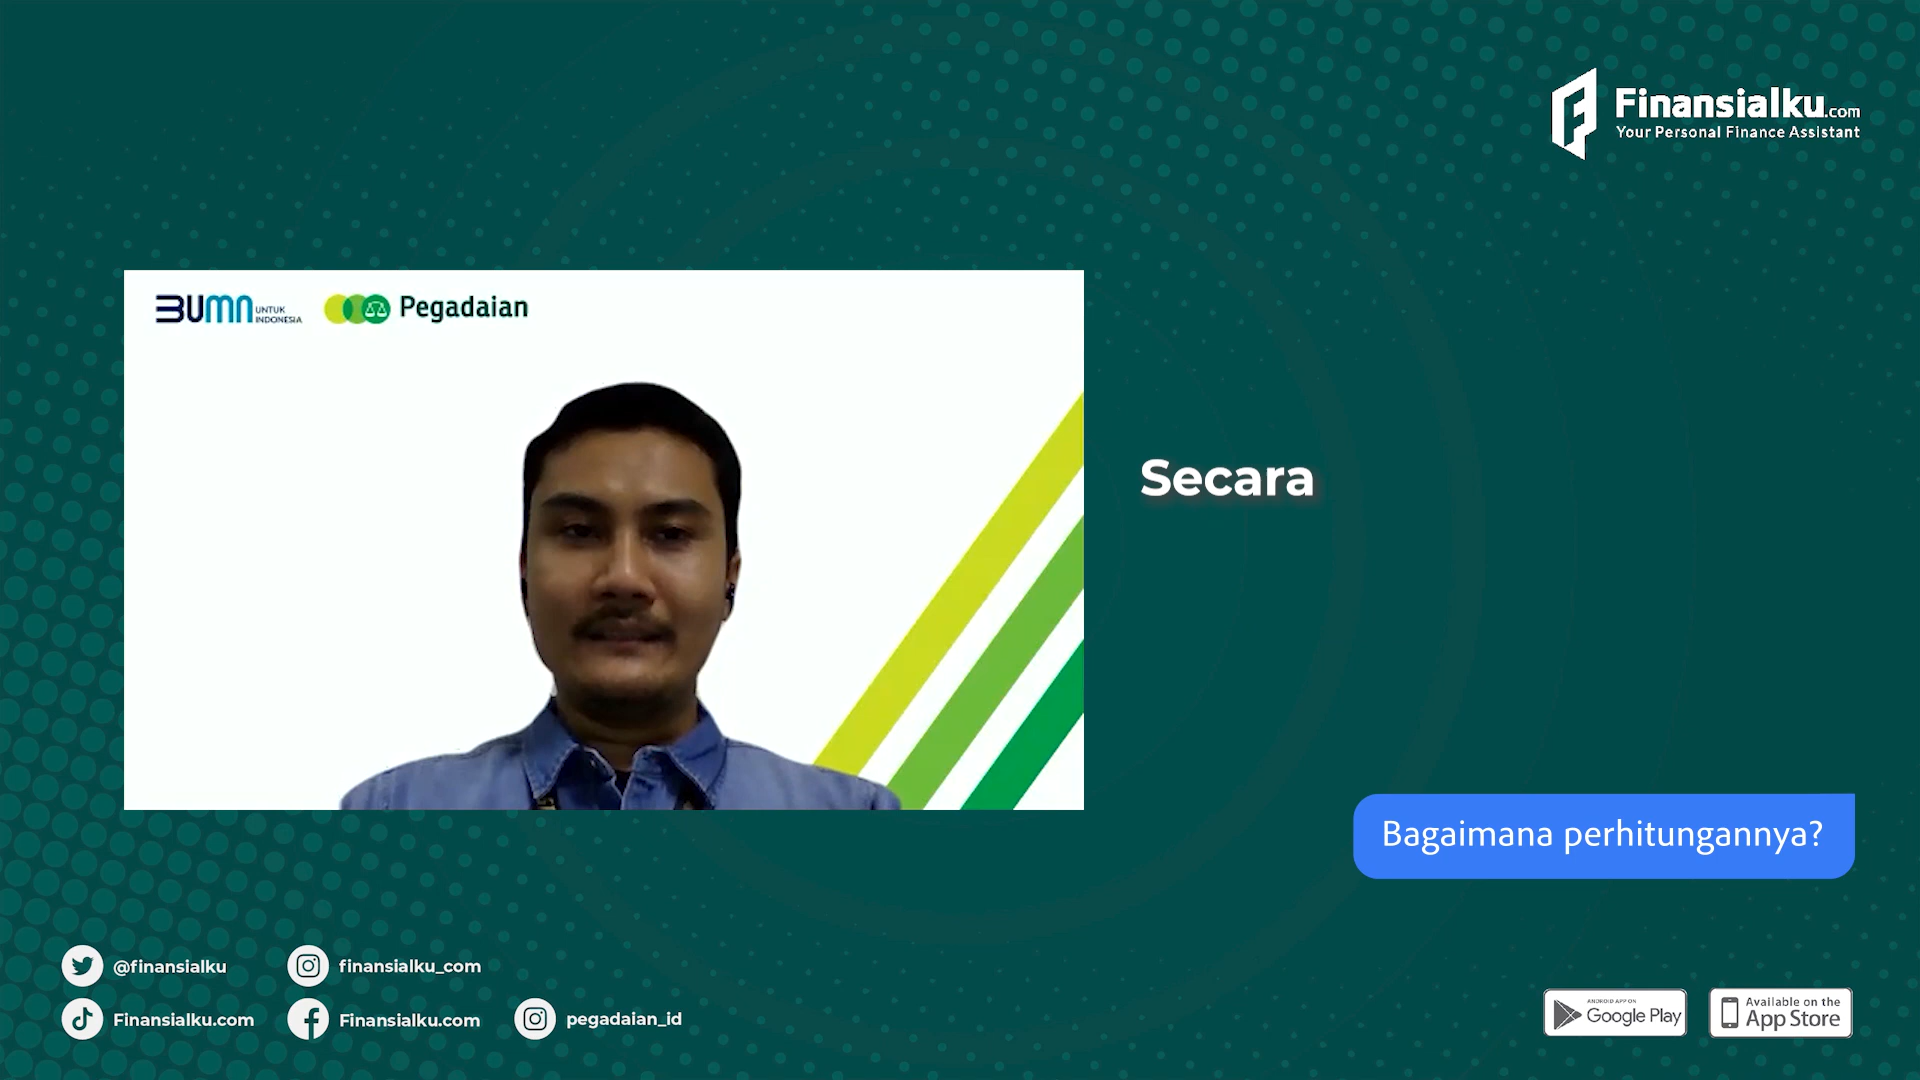 Finansialku.com
Your Personal Finance Assistant
BUMN UNTUK
INDONESIA
Pegadaian
Secara
Bagaimana perhitungannya?
@finansialku
finansialku_com
Finansialku.com
Finansialku.com
pegadaian_id
ANDROID APP ON
Google Play
Available on the
App Store